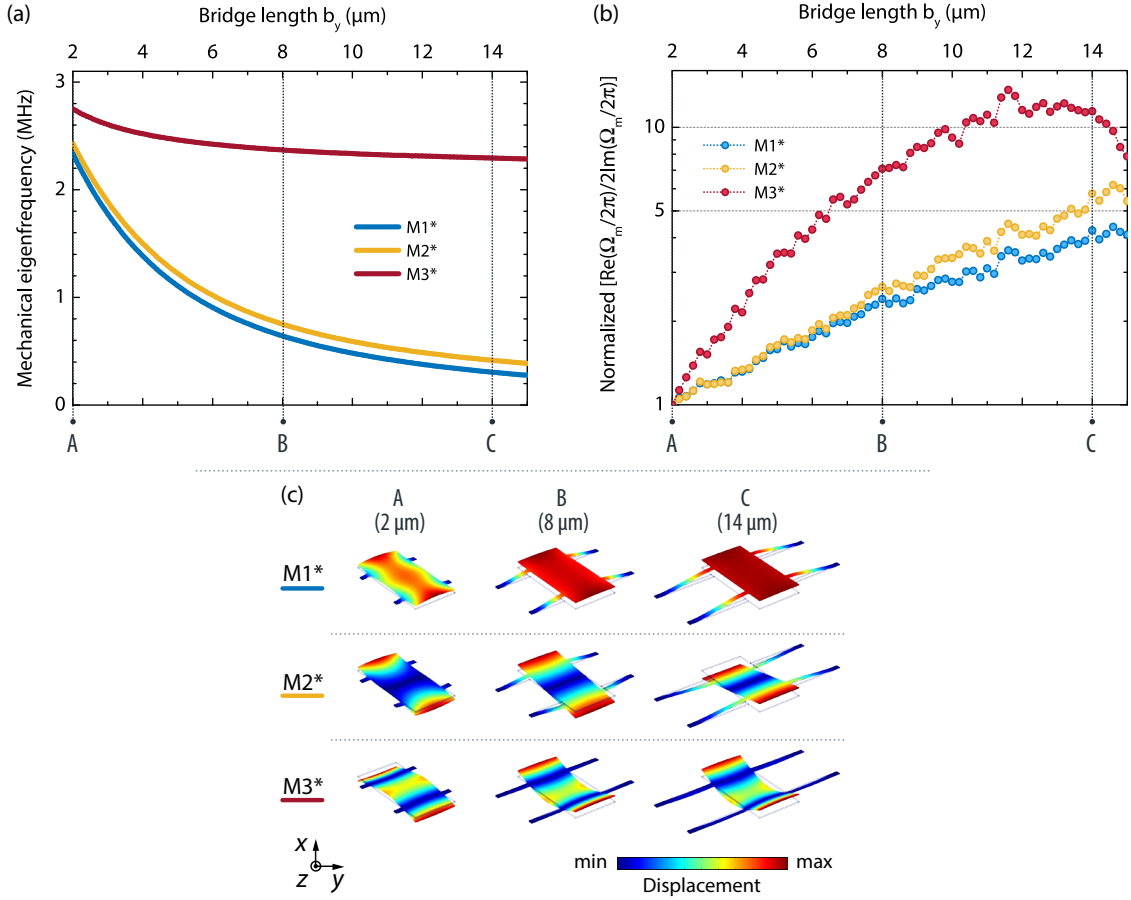 (a)
Bridge length b_y (μm)
2 4 6 8 10 12 14
Mechanical eigenfrequency (MHz)
3
2
1
0
M1*
M2*
M3*
A B C
(b)
Bridge length b_y (μm)
2 4 6 8 10 12 14
Normalized [Re(Ω_m/2π)/2Im(Ω_m/2π)]
10
5
1
M1*
M2*
M3*
A B C
(c)
A B C
(2 μm) (8 μm) (14 μm)
M1*
M2*
M3*
x
z y
min max
Displacement